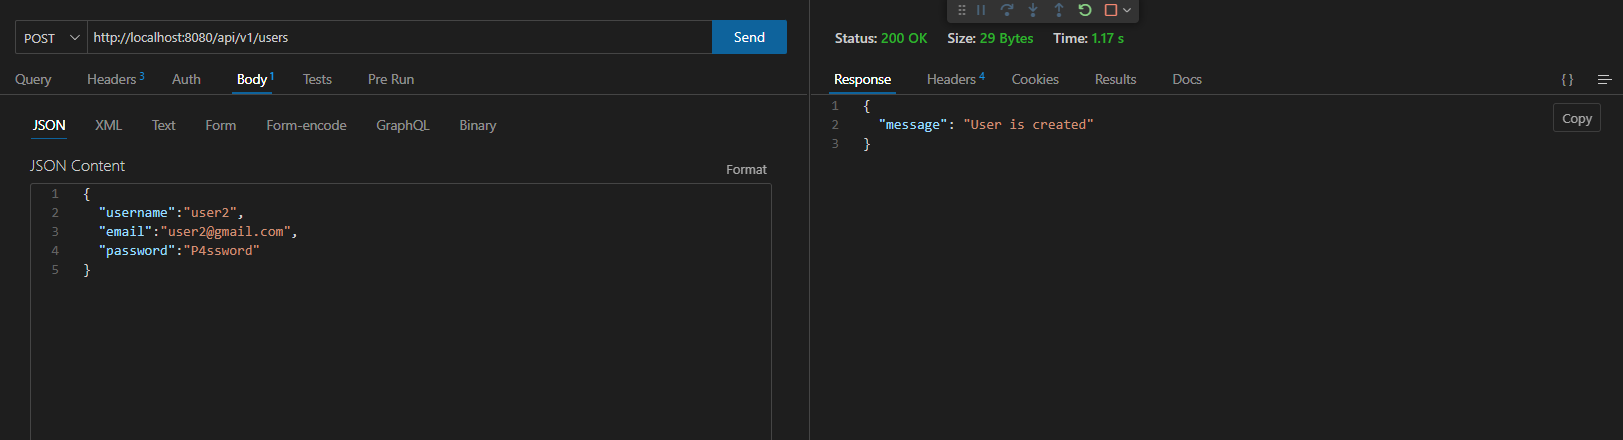 POST http://localhost:8080/api/v1/users Send
Query Headers 3 Auth Body 1 Tests Pre Run
JSON XML Text Form Form-encode GraphQL Binary
JSON Content
Format
1 {
2 "username":"user2",
3 "email":"user2@gmail.com",
4 "password":"P4ssword"
5 }
Status: 200 OK Size: 29 Bytes Time: 1.17 s
Response Headers 4 Cookies Results Docs {}
1 {
2 "message": "User is created"
3 }
Copy